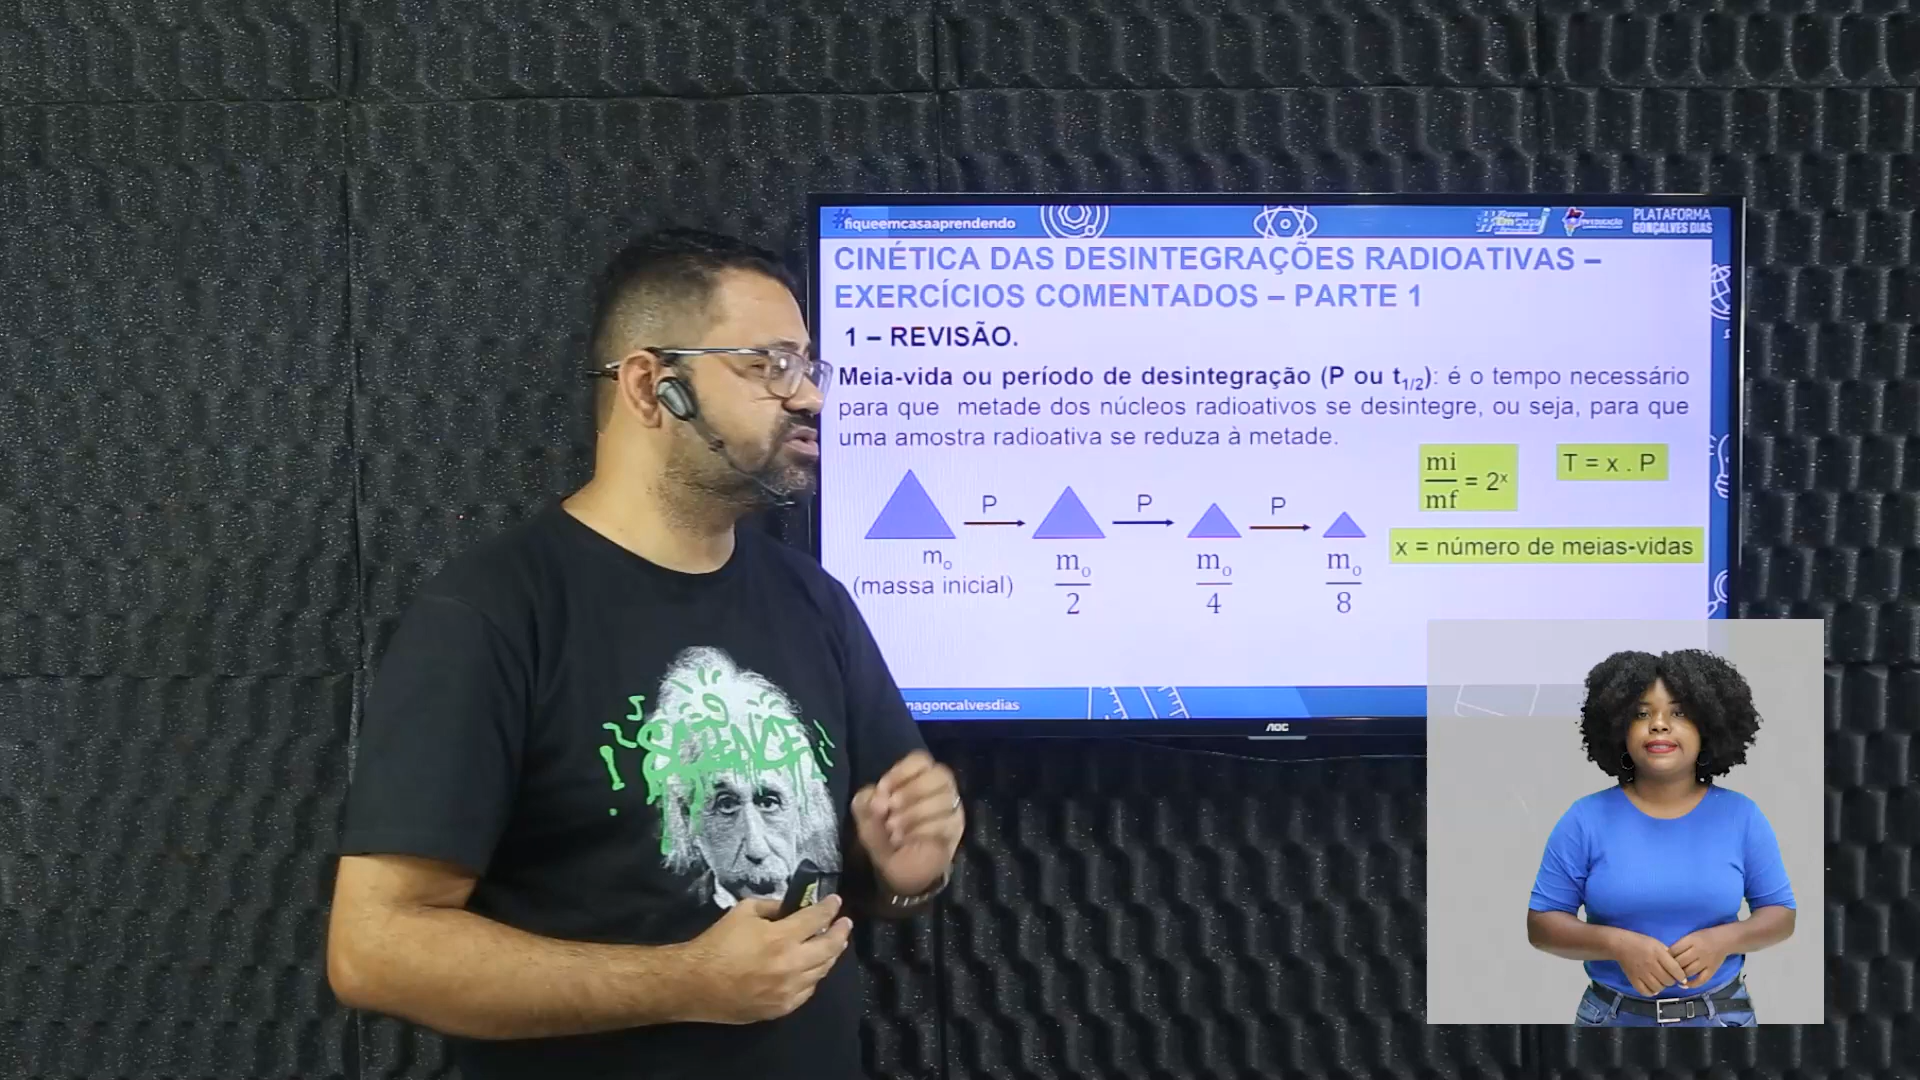 #fiqueemcasaaprendendo
PLATAFORMA
GONÇALVES DIAS
CINÉTICA DAS DESINTEGRAÇÕES RADIOATIVAS –
EXERCÍCIOS COMENTADOS – PARTE 1
1 – REVISÃO.
Meia-vida ou período de desintegração (P ou t1/2): é o tempo necessário
para que metade dos núcleos radioativos se desintegre, ou seja, para que
uma amostra radioativa se reduza à metade.
mi/mf = 2ˣ
T = x . P
P
P
P
x = número de meias-vidas
mo
(massa inicial)
mo/2
mo/4
mo/8
nagoncalvesdias
AOC
SCIENCE